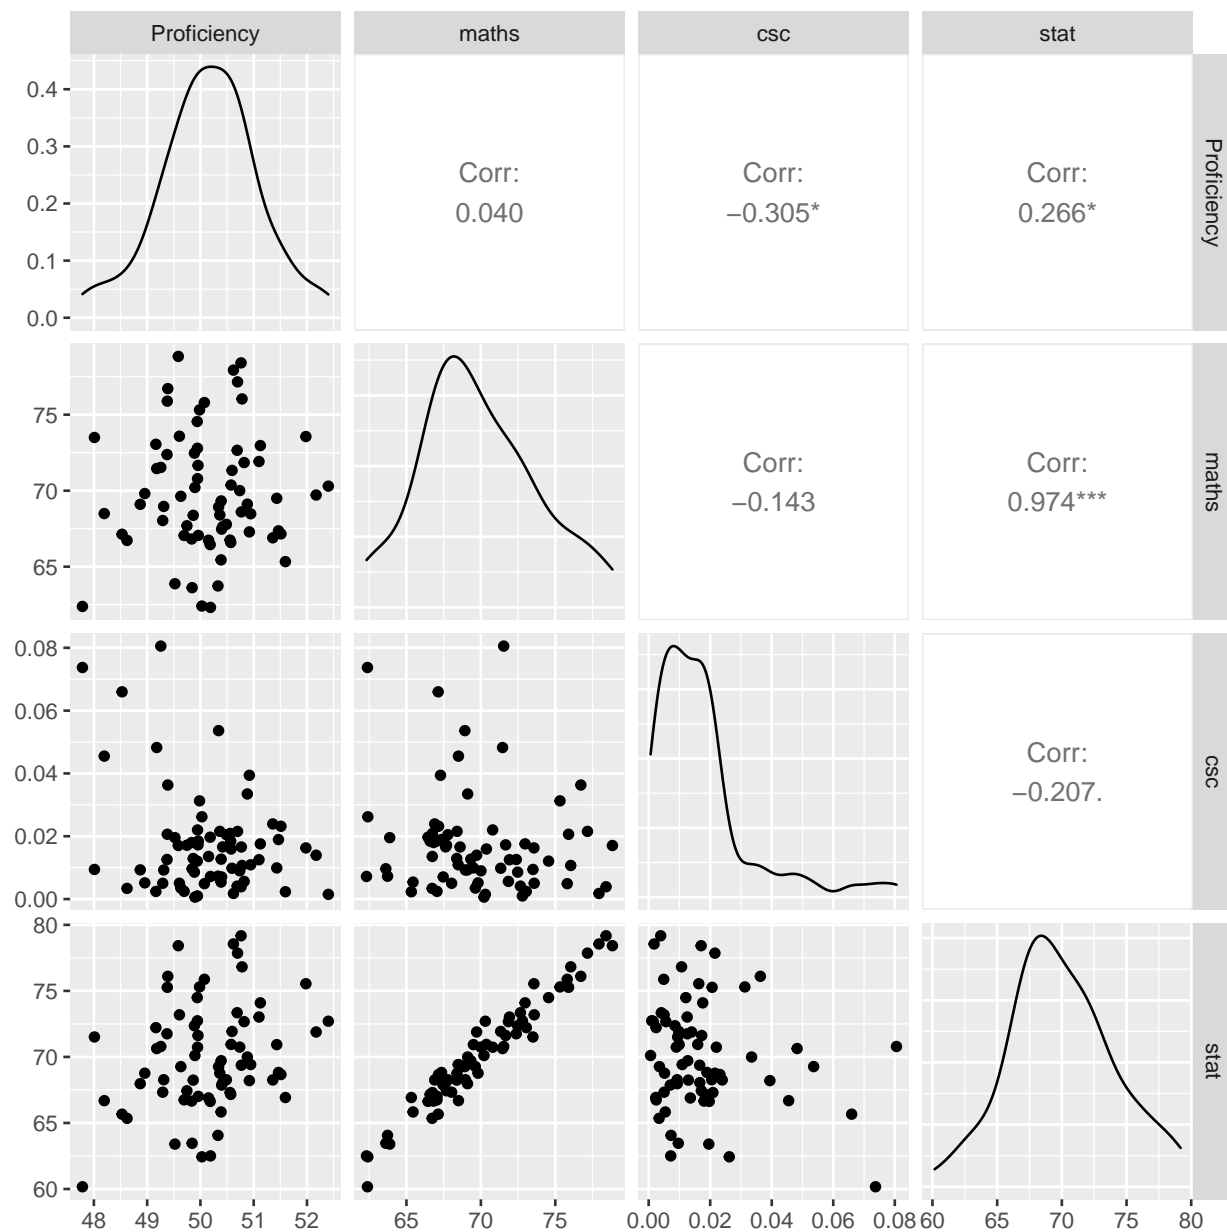 Proficiency maths csc stat
0.4
0.3
0.2
0.1
0.0
Corr:
0.040
Corr:
−0.305*
Corr:
0.266*
Proficiency
75
70
65
Corr:
−0.143
Corr:
0.974***
maths
0.08
0.06
0.04
0.02
0.00
Corr:
−0.207.
csc
80
75
70
65
60
stat
48 49 50 51 52 65 70 75 0.00 0.02 0.04 0.06 0.08 60 65 70 75 80